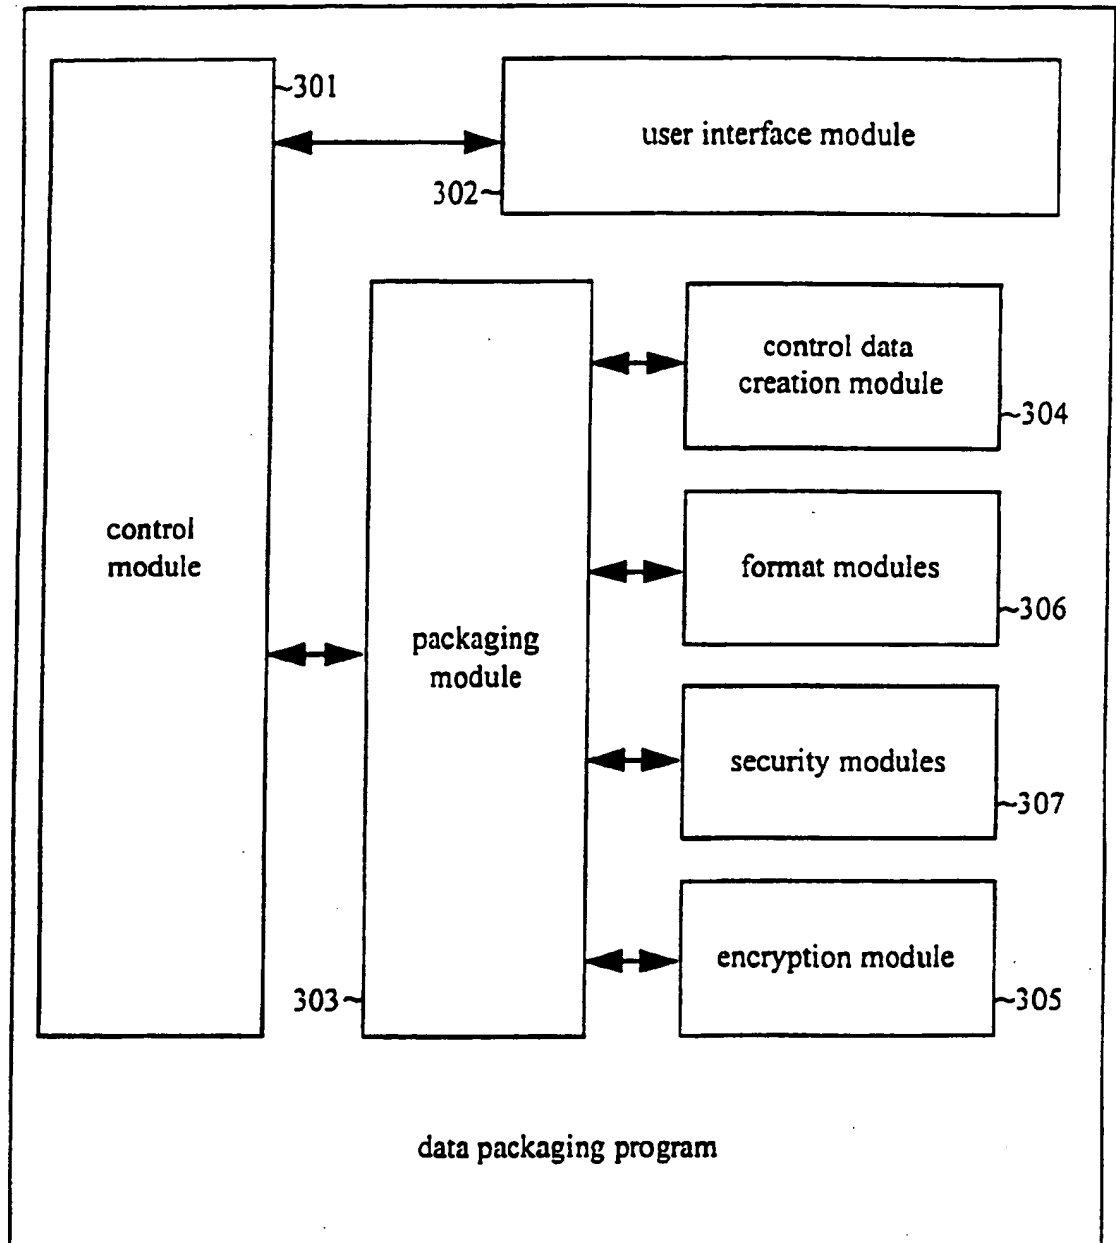 ~301
user interface module
302~
control data
creation module
~304
control
module
format modules
~306
packaging
module
security modules
~307
encryption module
303~
~305
data packaging program